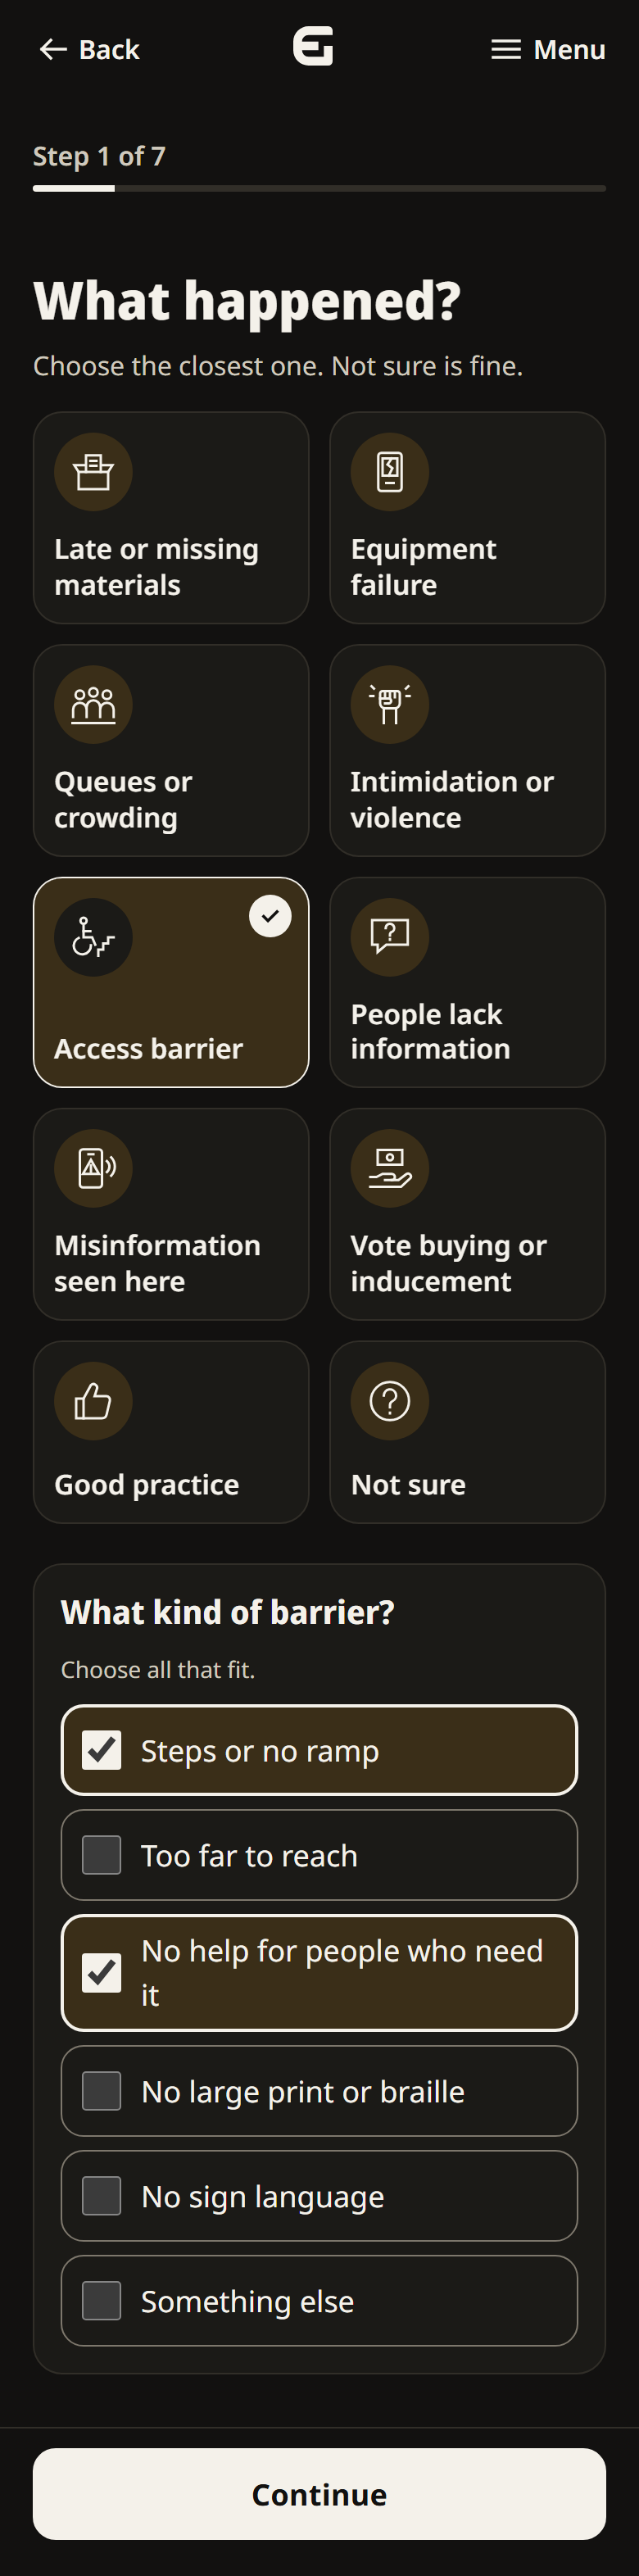 Back
Menu
Step 1 of 7
What happened?
Choose the closest one. Not sure is fine.
Late or missing
materials
Equipment
failure
Queues or
crowding
Intimidation or
violence
Access barrier
People lack
information
Misinformation
seen here
Vote buying or
inducement
Good practice
Not sure
What kind of barrier?
Choose all that fit.
Steps or no ramp
Too far to reach
No help for people who need
it
No large print or braille
No sign language
Something else
Continue